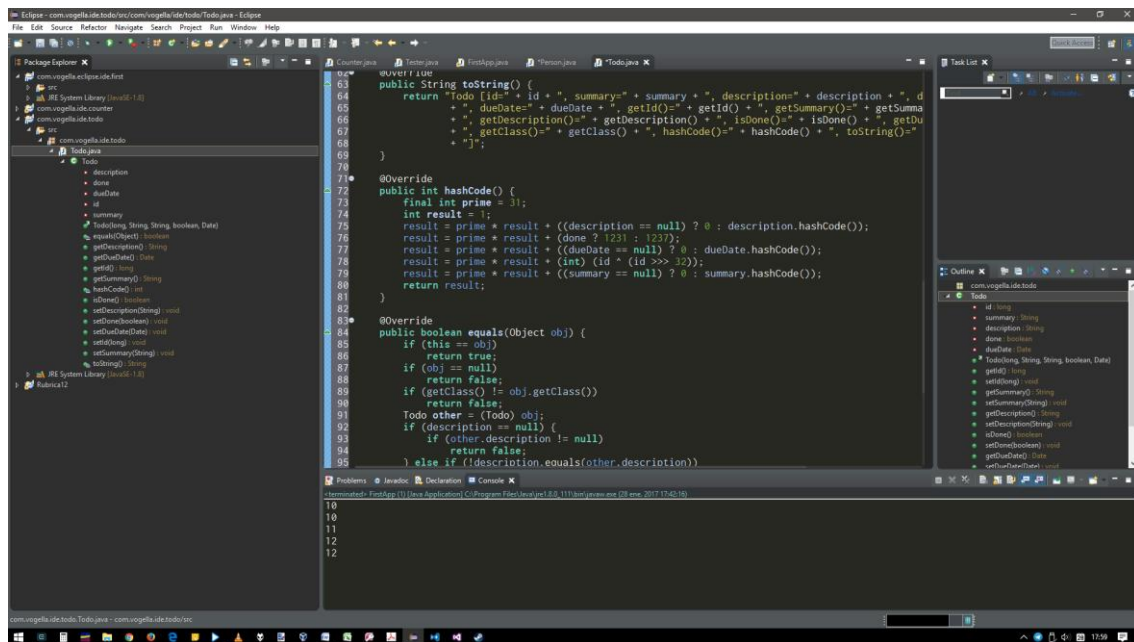 Eclipse - com.vogella.ide.todo/src/com/vogella/ide/todo/Todo.java - Eclipse
File Edit Source Refactor Navigate Search Project Run Window Help
Quick Access
Package Explorer
com.vogella.eclipse.ide.first
src
JRE System Library [JavaSE-1.8]
com.vogella.ide.counter
com.vogella.ide.todo
src
com.vogella.ide.todo
Todo.java
Todo
description
done
dueDate
id
summary
Todo(long, String, String, boolean, Date)
equals(Object) : boolean
getDescription() : String
getDueDate() : Date
getId() : long
getSummary() : String
hashCode() : int
isDone() : boolean
setDescription(String) : void
setDone(boolean) : void
setDueDate(Date) : void
setId(long) : void
setSummary(String) : void
toString() : String
JRE System Library [JavaSE-1.8]
Rubrica12
Counter.java Tester.java FirstApp.java *Person.java *Todo.java
62 @Override
63 public String toString() {
64 return "Todo [id=" + id + ", summary=" + summary + ", description=" + description + ", d
65 + ", dueDate=" + dueDate + ", getId()=" + getId() + ", getSummary()=" + getSumma
66 + ", getDescription()=" + getDescription() + ", isDone()=" + isDone() + ", getDu
67 + ", getClass()=" + getClass() + ", hashCode()=" + hashCode() + ", toString()="
68 + "]";
69 }
70
71 @Override
72 public int hashCode() {
73 final int prime = 31;
74 int result = 1;
75 result = prime * result + ((description == null) ? 0 : description.hashCode());
76 result = prime * result + (done ? 1231 : 1237);
77 result = prime * result + ((dueDate == null) ? 0 : dueDate.hashCode());
78 result = prime * result + (int) (id ^ (id >>> 32));
79 result = prime * result + ((summary == null) ? 0 : summary.hashCode());
80 return result;
81 }
82
83 @Override
84 public boolean equals(Object obj) {
85 if (this == obj)
86 return true;
87 if (obj == null)
88 return false;
89 if (getClass() != obj.getClass())
90 return false;
91 Todo other = (Todo) obj;
92 if (description == null) {
93 if (other.description != null)
94 return false;
95 } else if (!description.equals(other.description))
Task List
Outline
com.vogella.ide.todo
Todo
id : long
summary : String
description : String
done : boolean
dueDate : Date
Todo(long, String, String, boolean, Date)
getId() : long
setId(long) : void
getSummary() : String
setSummary(String) : void
getDescription() : String
setDescription(String) : void
isDone() : boolean
setDone(boolean) : void
getDueDate() : Date
setDueDate(Date) : void
Problems Javadoc Declaration Console
<terminated> FirstApp (1) [Java Application] C:\Program Files\Java\jre1.8.0_111\bin\javaw.exe (28 ene. 2017 17:42:16)
10
10
11
12
12
com.vogella.ide.todo.Todo.java - com.vogella.ide.todo/src
17:59